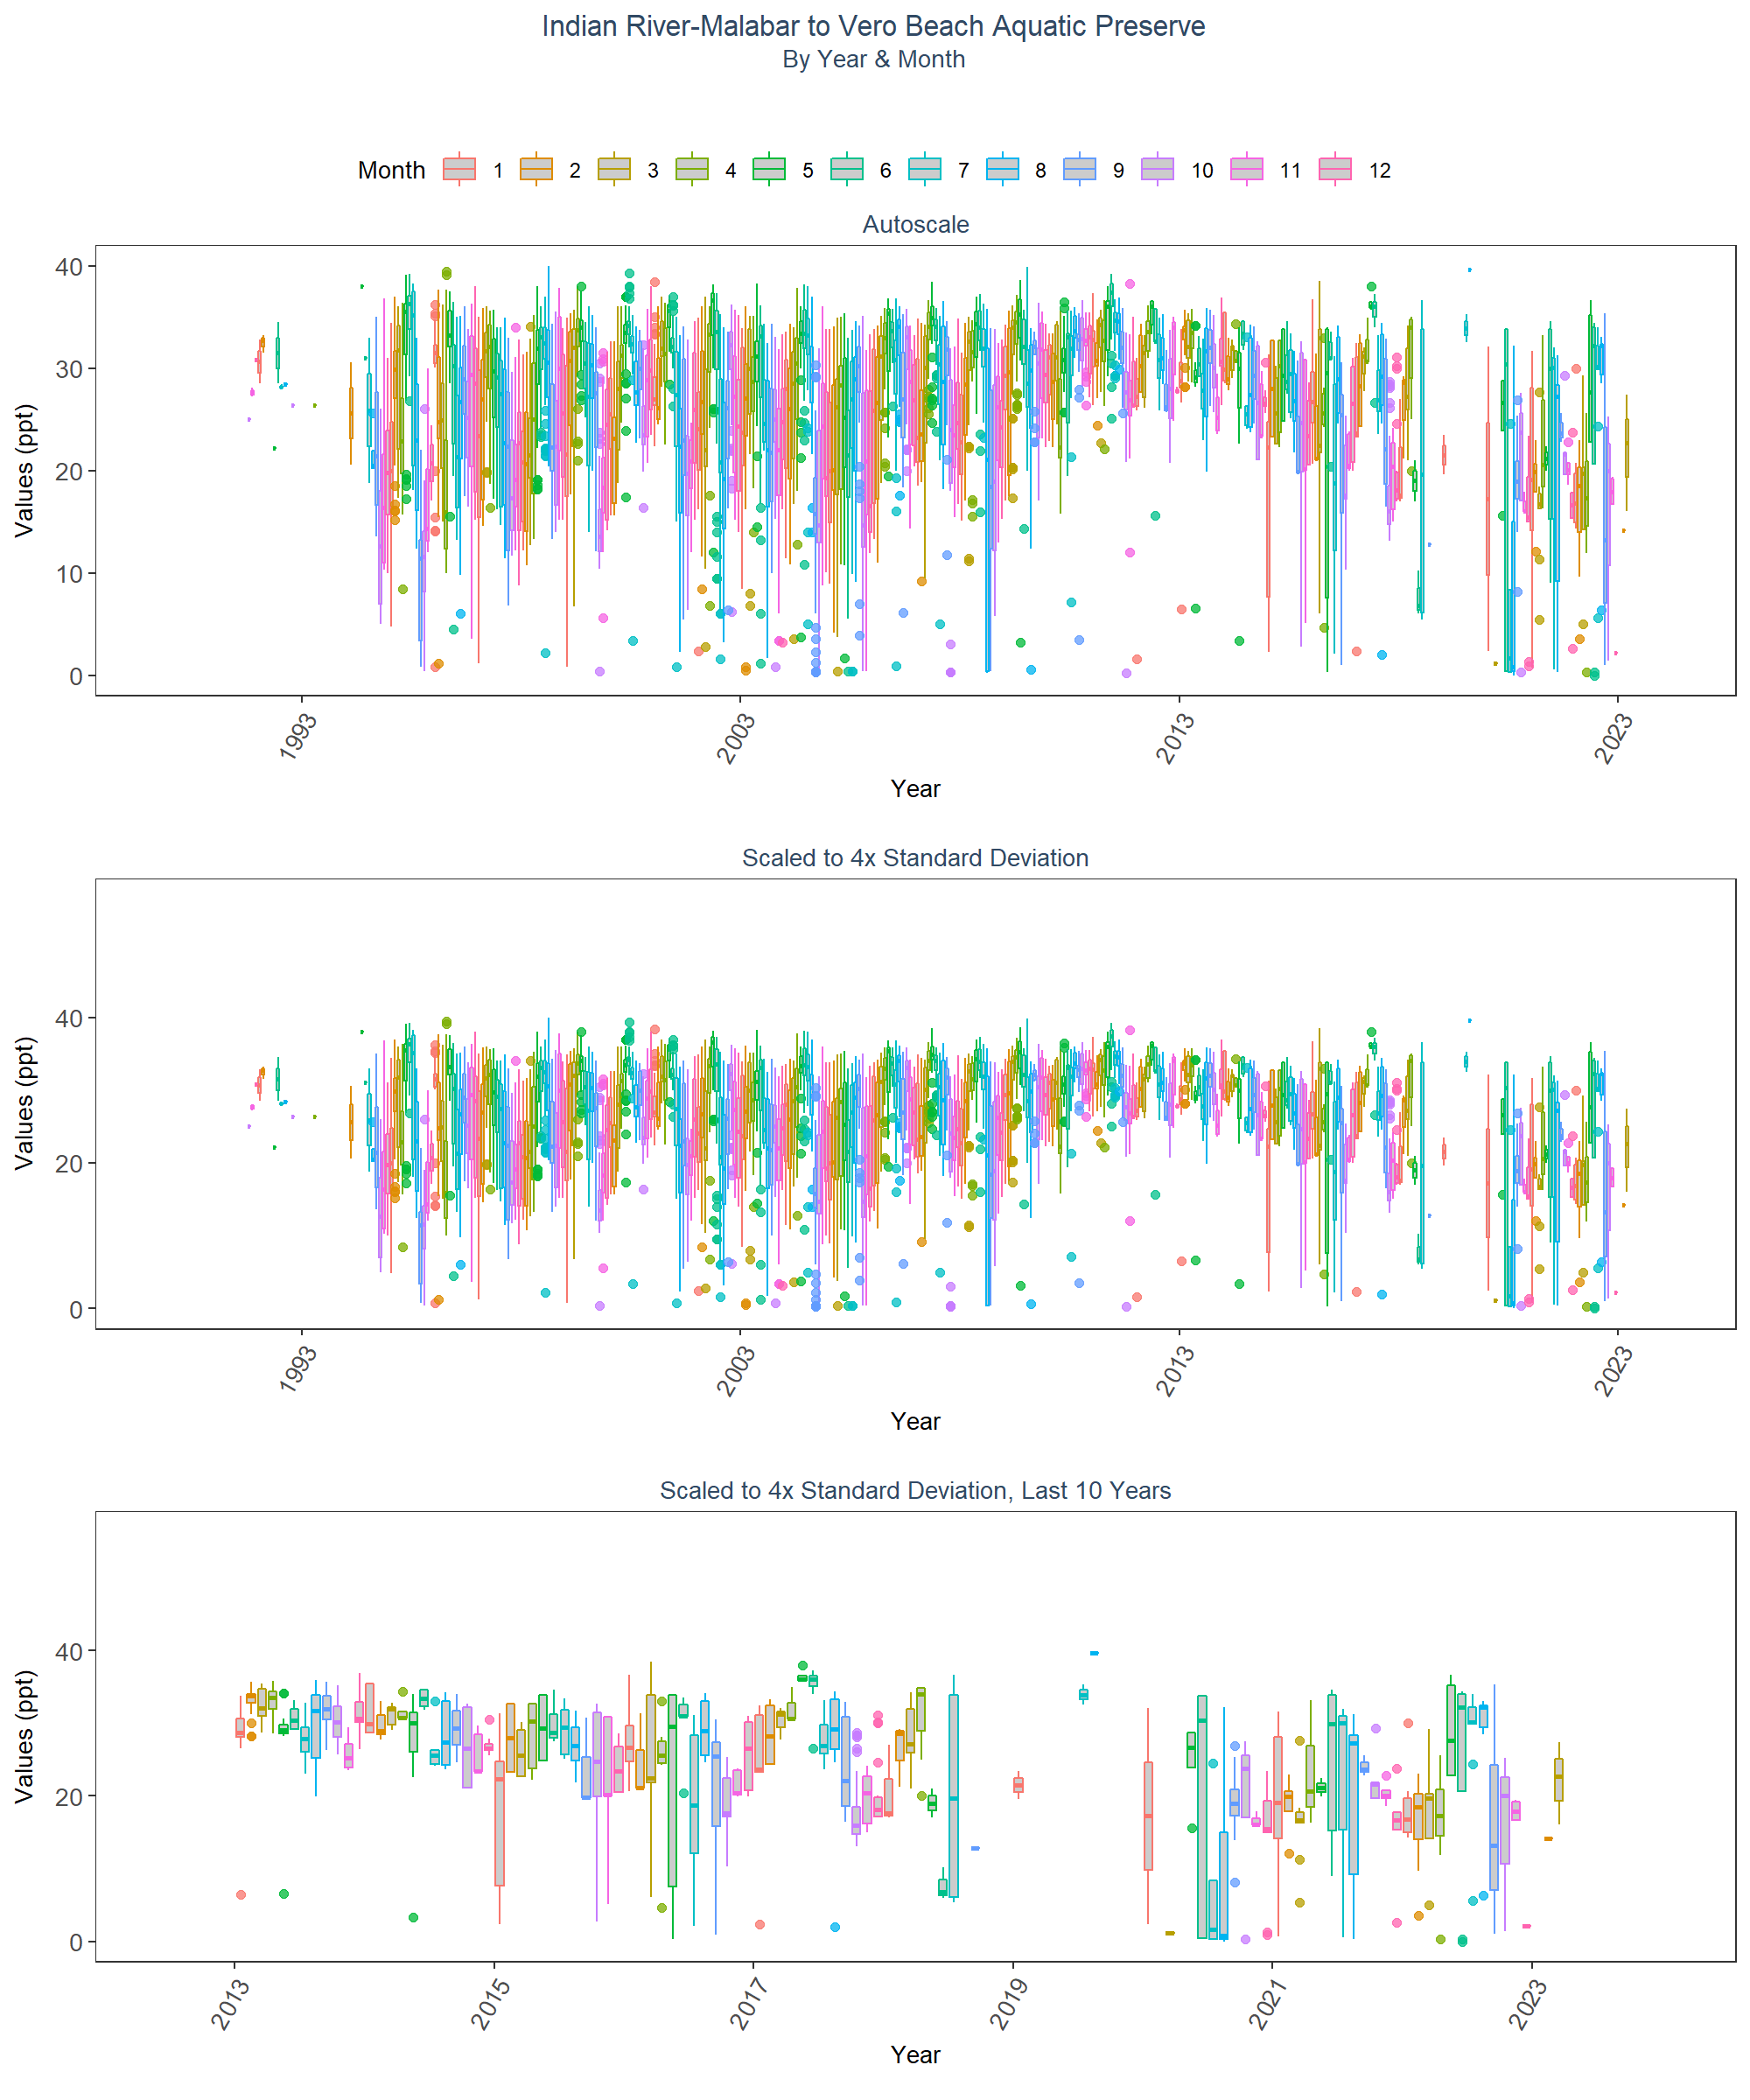 Indian River-Malabar to Vero Beach Aquatic Preserve
By Year & Month
Month 1 2 3 4 5 6 7 8 9 10 11 12
Autoscale
Values (ppt)
40
30
20
10
0
1993 2003 2013 2023
Year
Scaled to 4x Standard Deviation
Values (ppt)
40
20
0
1993 2003 2013 2023
Year
Scaled to 4x Standard Deviation, Last 10 Years
Values (ppt)
40
20
0
2013 2015 2017 2019 2021 2023
Year